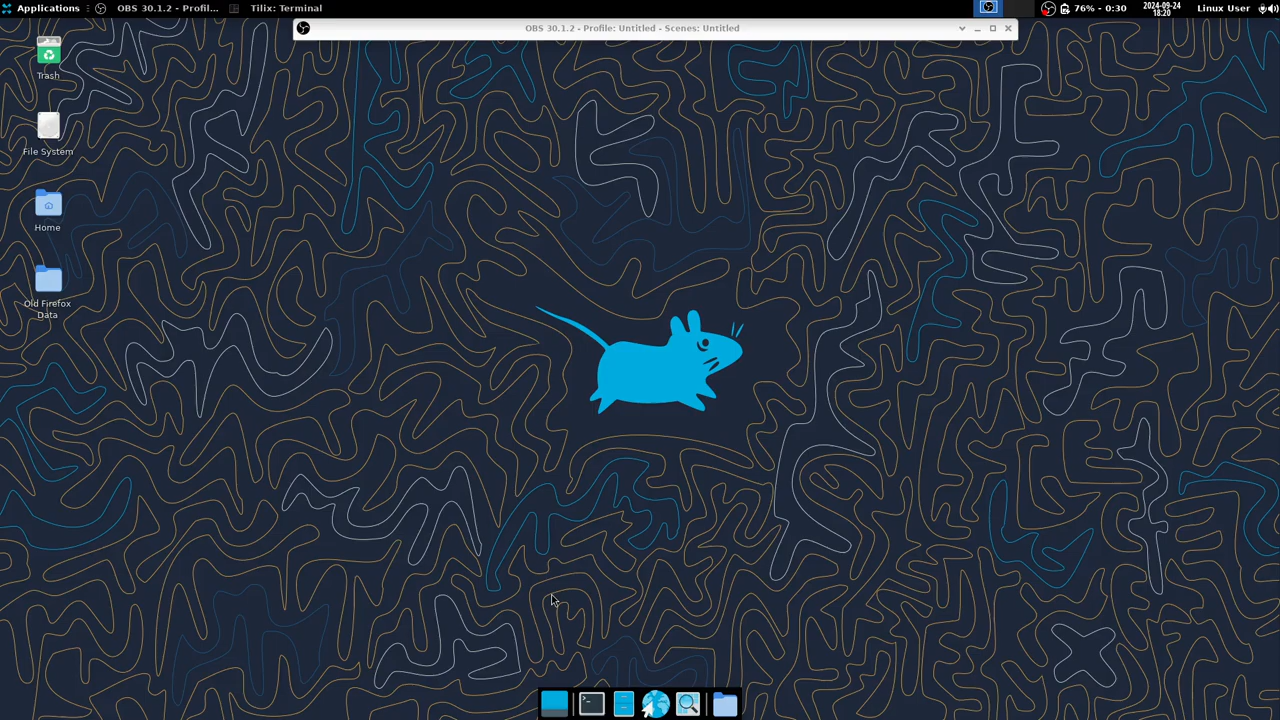 Applications
OBS 30.1.2 - Profil...
Tilix: Terminal
76% - 0:30
2024-09-24
18:20
Linux User
OBS 30.1.2 - Profile: Untitled - Scenes: Untitled
Trash
File System
Home
Old Firefox
Data